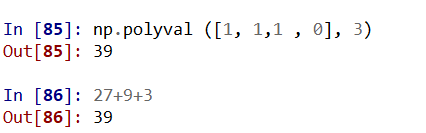 In [85]: np.polyval ([1, 1,1 , 0], 3)
Out[85]: 39
In [86]: 27+9+3
Out[86]: 39